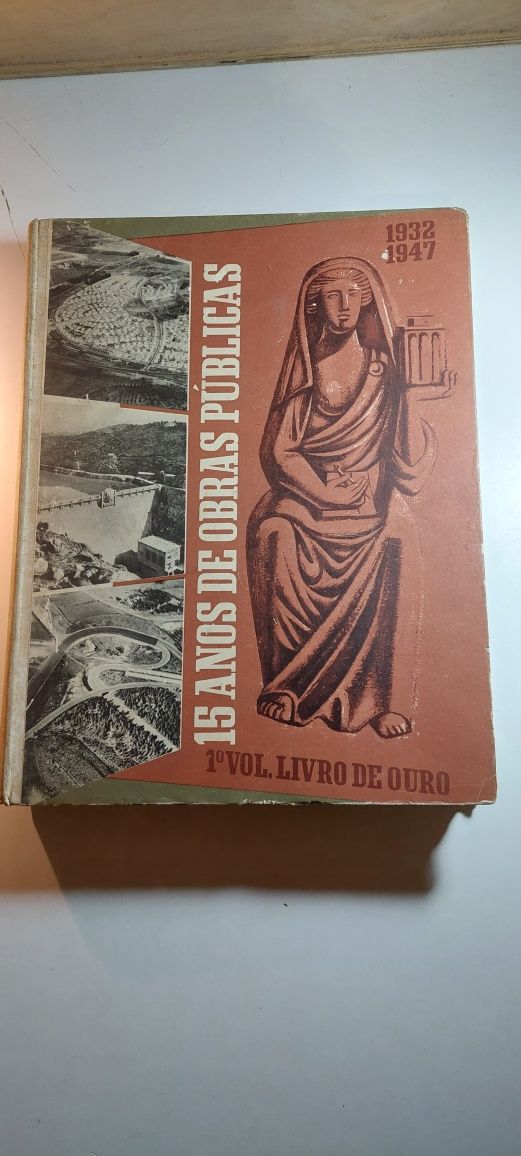 1932
1947
15 ANOS DE OBRAS PÚBLICAS
1º VOL. LIVRO DE OURO